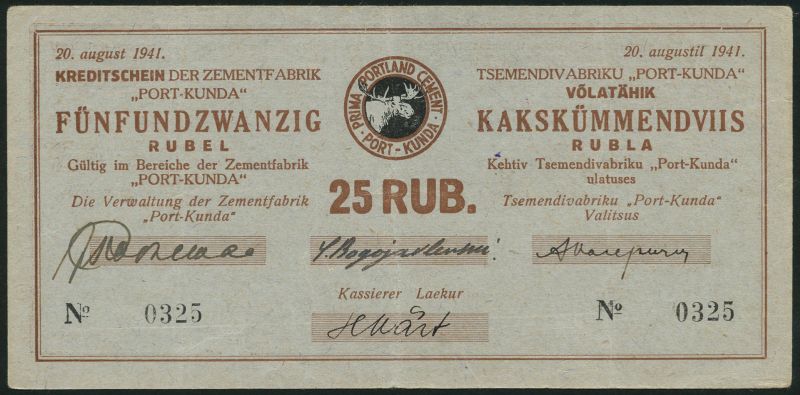 20. august 1941.
KREDITSCHEIN DER ZEMENTFABRIK
„PORT-KUNDA“
FÜNFUNDZWANZIG
RUBEL
Gültig im Bereiche der Zementfabrik
„PORT-KUNDA“
Die Verwaltung der Zementfabrik
„Port-Kunda“
PRIMA PORTLAND CEMENT
· PORT-KUNDA ·
25 RUB.
20. augustil 1941.
TSEMENDIVABRIKU „PORT-KUNDA“
VÕLATÄHIK
KAKSKÜMMENDVIIS
RUBLA
Kehtiv Tsemendivabriku „Port-Kunda“
ulatuses
Tsemendivabriku „Port-Kunda“
Valitsus
Kassierer Laekur
№ 0325
№ 0325